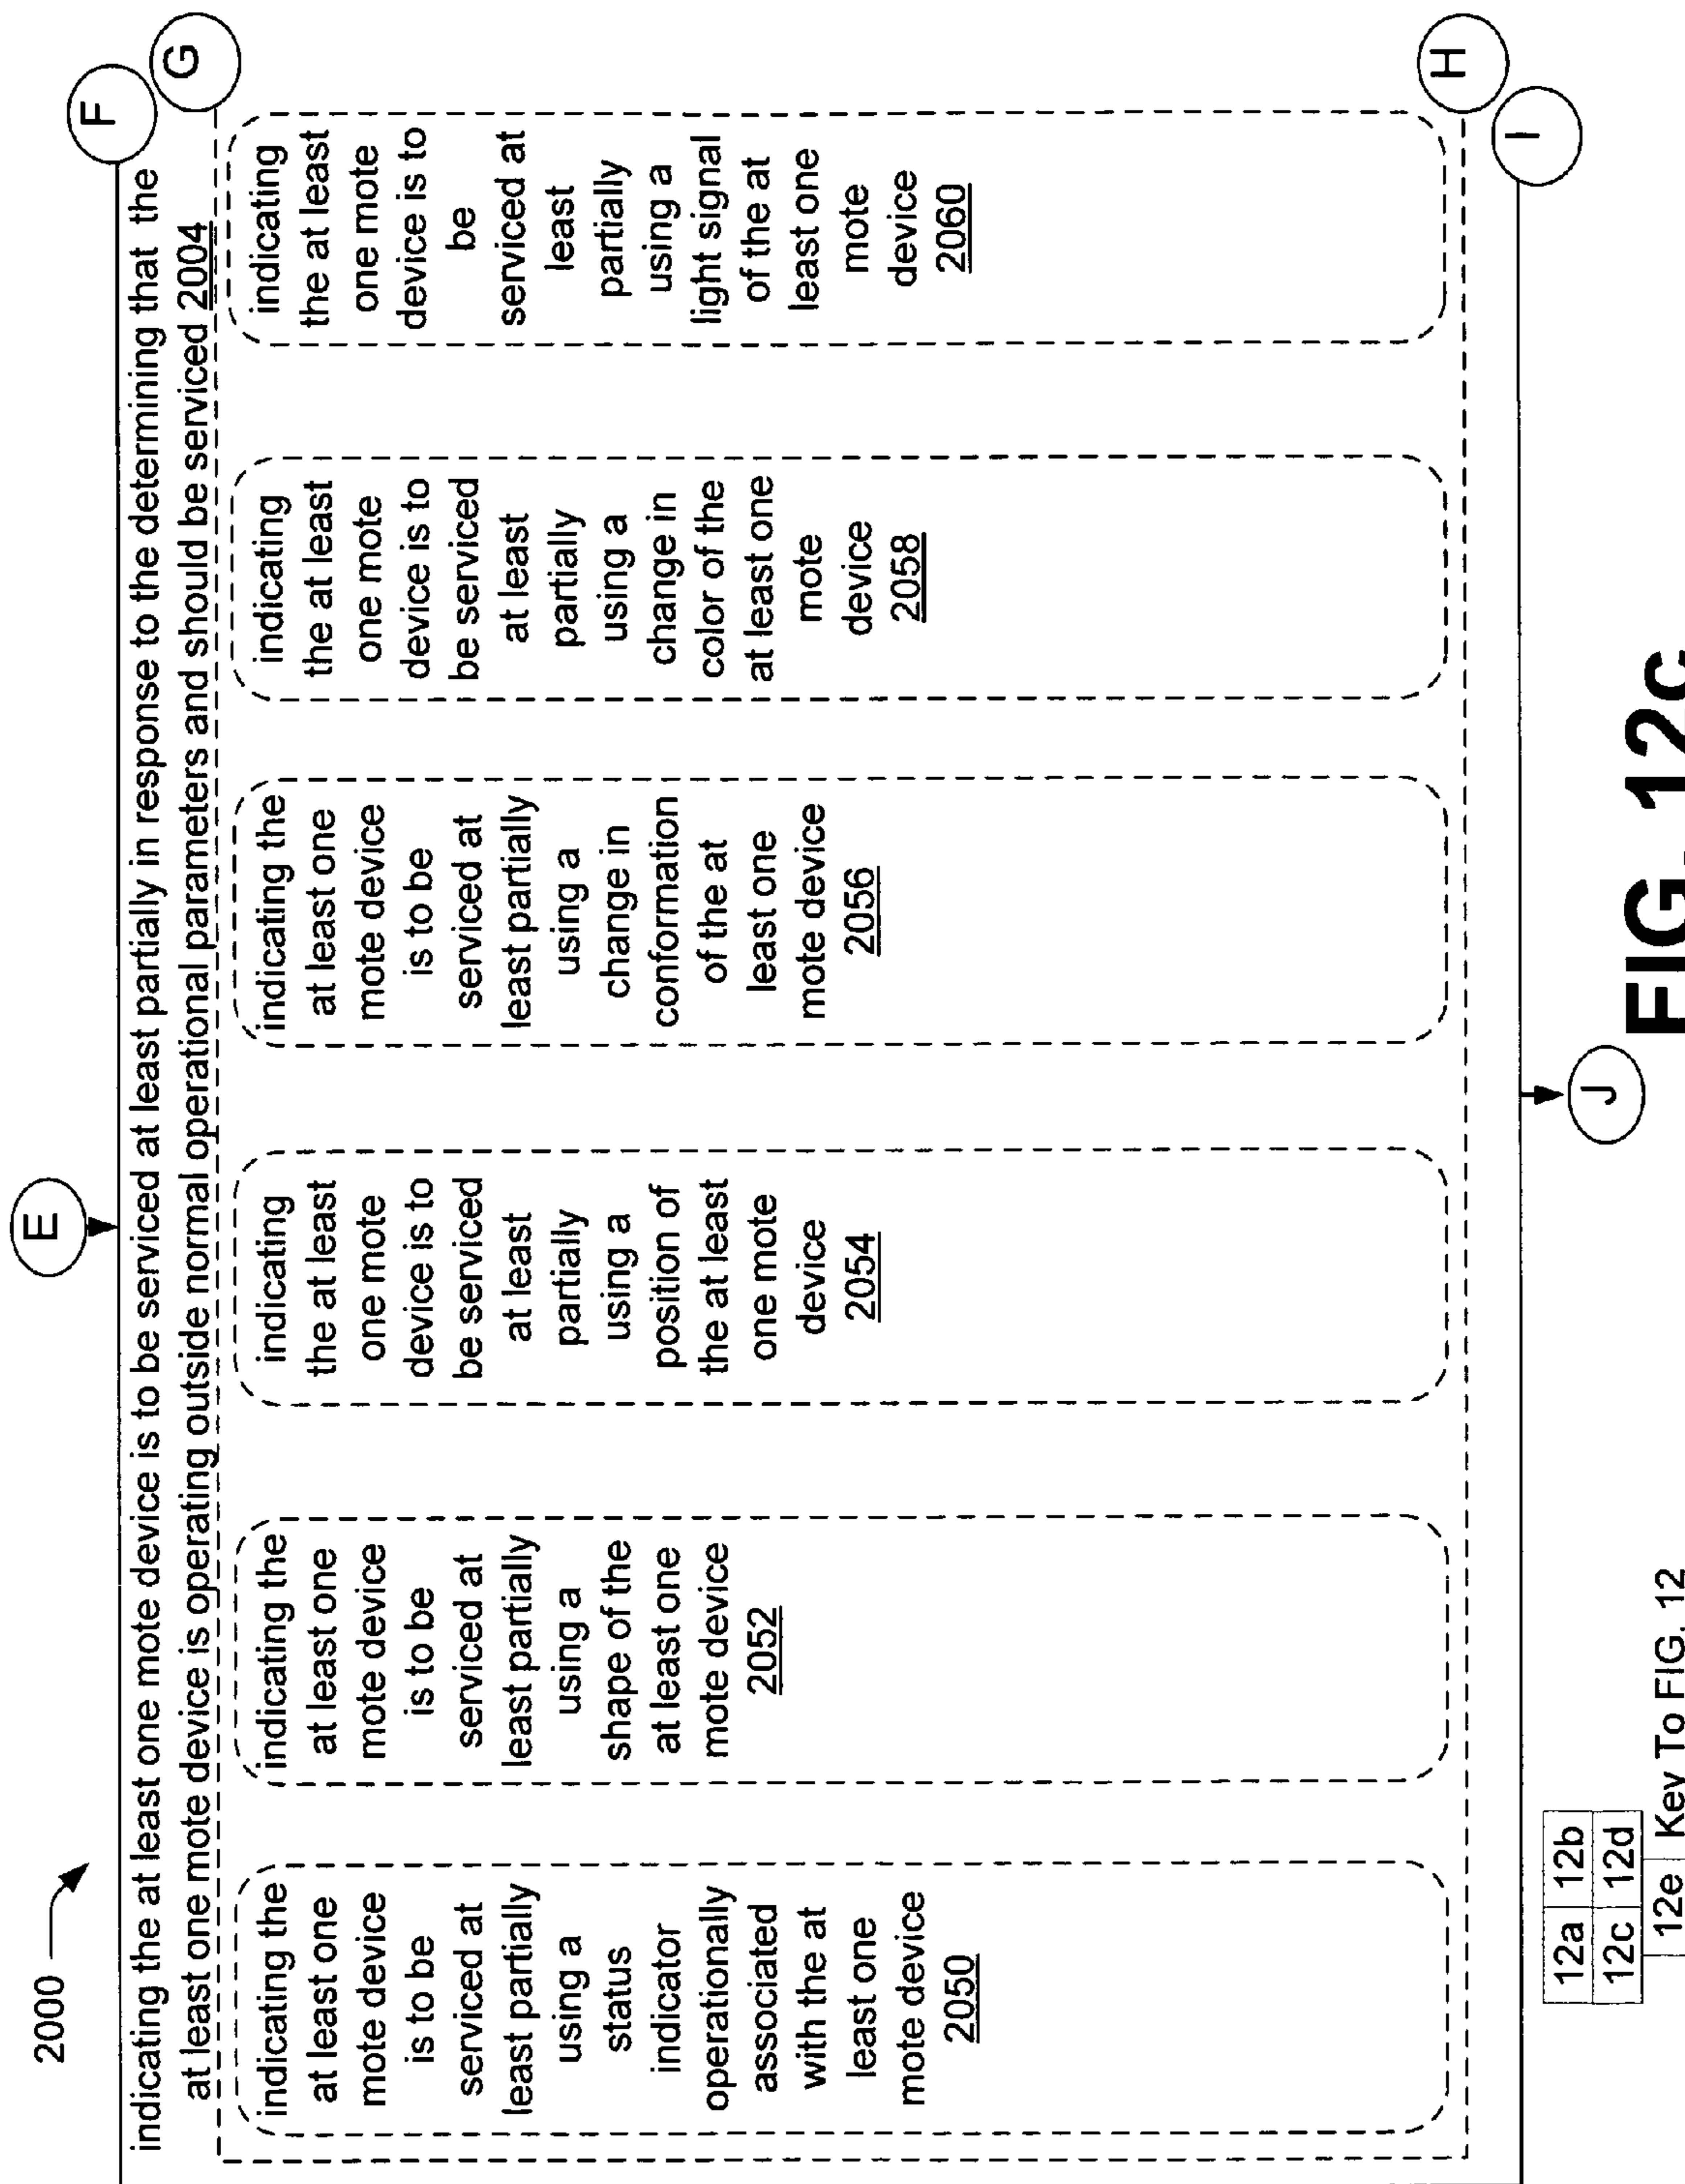 2000
E
F
G
indicating the at least one mote device is to be serviced at least partially in response to the determining that the
at least one mote device is operating outside normal operational parameters and should be serviced 2004
indicating the
at least one
mote device
is to be
serviced at
least partially
using a
status
indicator
operationally
associated
with the at
least one
mote device
2050
indicating the
at least one
mote device
is to be
serviced at
least partially
using a
shape of the
at least one
mote device
2052
indicating
the at least
one mote
device is to
be serviced
at least
partially
using a
position of
the at least
one mote
device
2054
indicating the
at least one
mote device
is to be
serviced at
least partially
using a
change in
conformation
of the at
least one
mote device
2056
indicating
the at least
one mote
device is to
be serviced
at least
partially
using a
change in
color of the
at least one
mote
device
2058
indicating
the at least
one mote
device is to
be
serviced at
least
partially
using a
light signal
of the at
least one
mote
device
2060
H
I
J
12a 12b
12c 12d
12e Key To FIG. 12
FIG. 12c